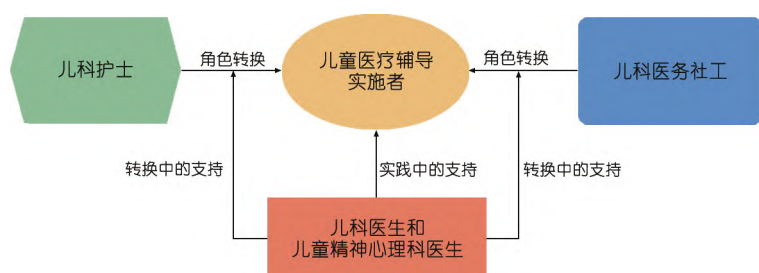 儿科护士
角色转换
儿童医疗辅导
实施者
角色转换
儿科医务社工
转换中的支持
实践中的支持
转换中的支持
儿科医生和
儿童精神心理科医生